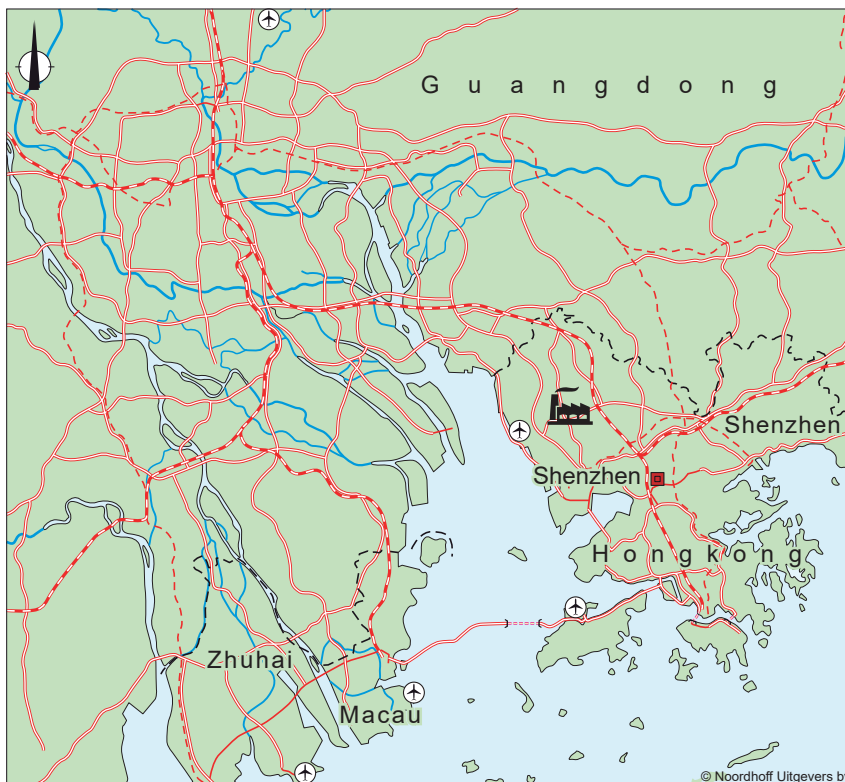 Guangdong
Shenzhen
Shenzhen
Hongkong
Zhuhai
Macau
© Noordhoff Uitgevers bv